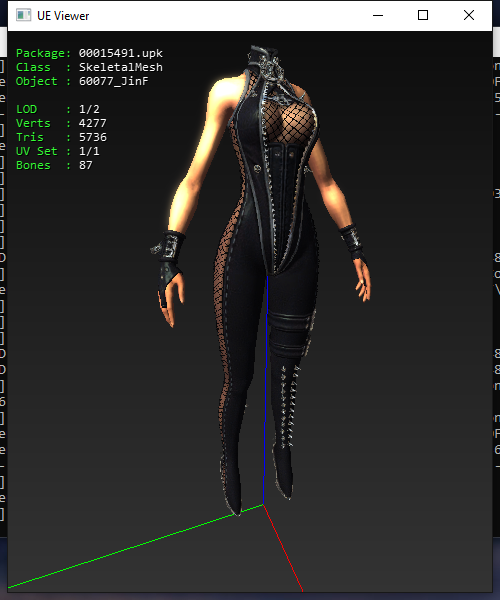 UE Viewer
Package: 00015491.upk
Class  : SkeletalMesh
Object : 60077_JinF
LOD    : 1/2
Verts  : 4277
Tris   : 5736
UV Set : 1/1
Bones  : 87